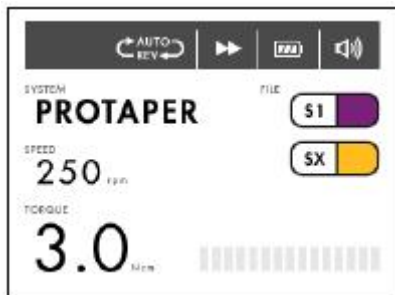 AUTO
REV
SYSTEM
FILE
PROTAPER
S1
SPEED
SX
250 rpm
TORQUE
3.0 Ncm